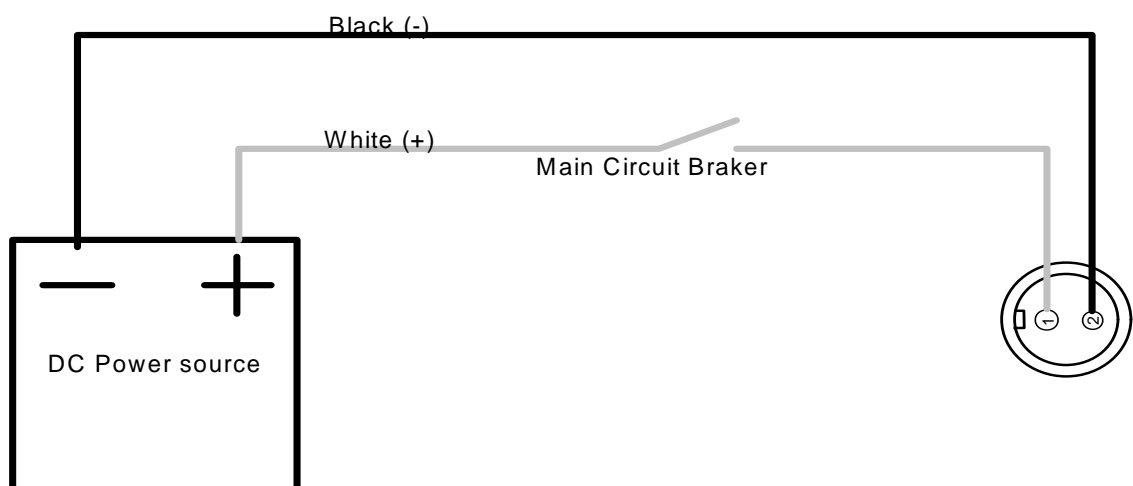 Black (-)
White (+)
Main Circuit Braker
DC Power source
1
2